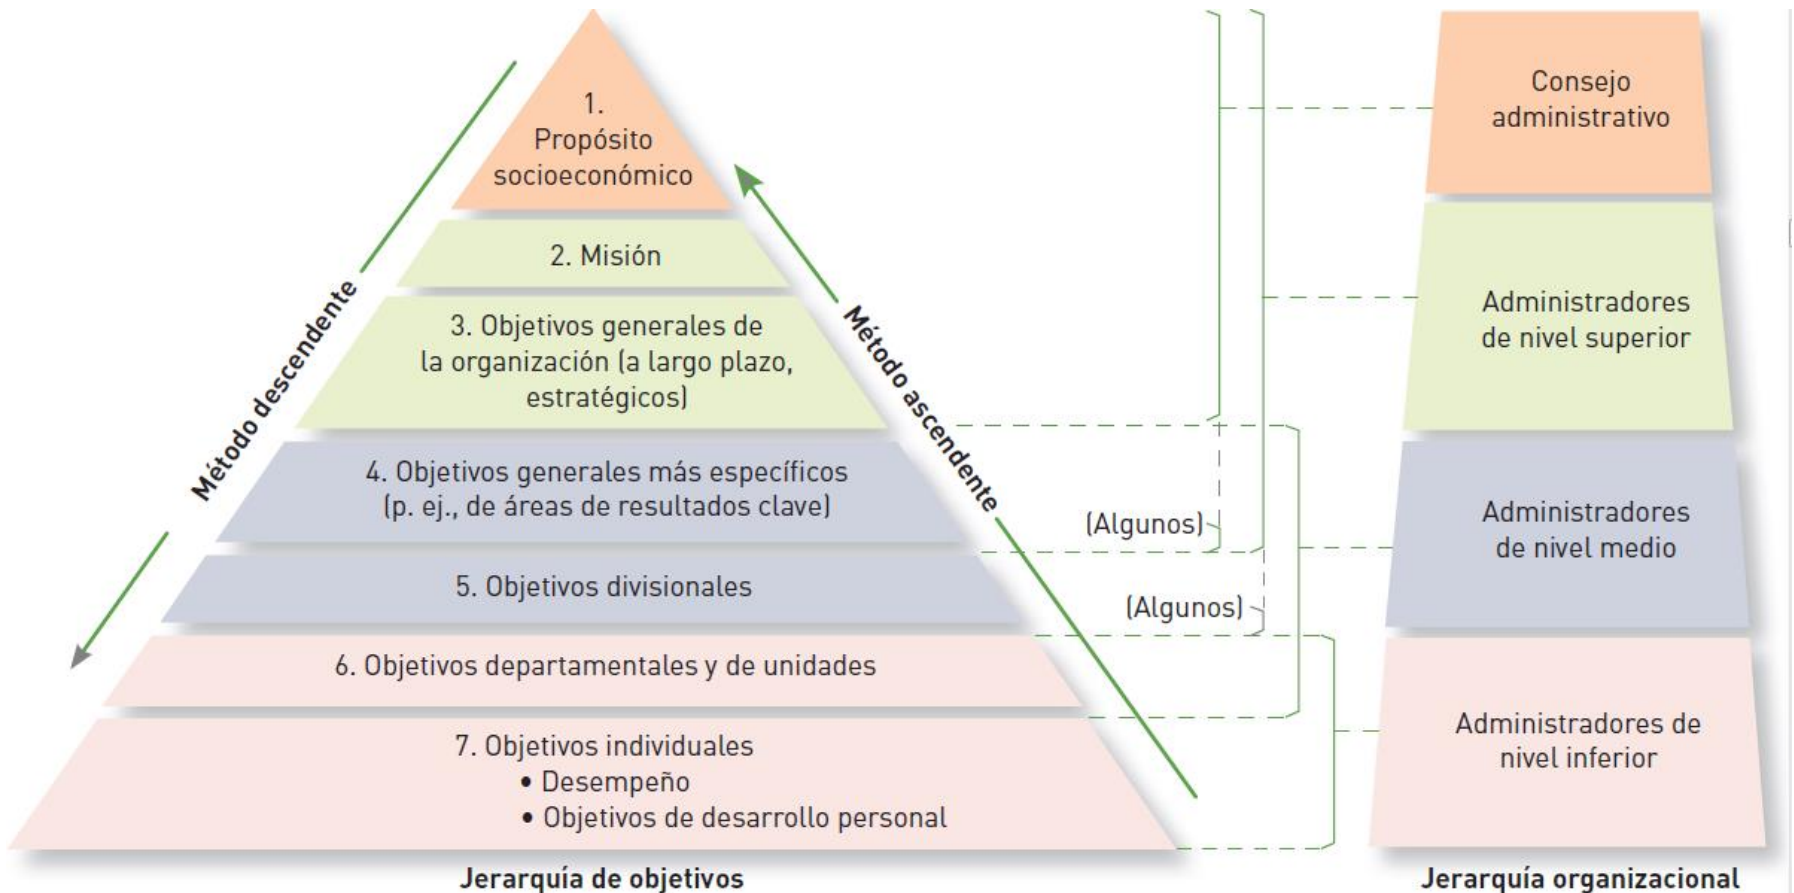 1.
Propósito
socioeconómico
2. Misión
3. Objetivos generales de
la organización (a largo plazo,
estratégicos)
4. Objetivos generales más específicos
(p. ej., de áreas de resultados clave)
5. Objetivos divisionales
6. Objetivos departamentales y de unidades
7. Objetivos individuales
• Desempeño
• Objetivos de desarrollo personal
Método descendente
Método ascendente
Jerarquía de objetivos
(Algunos)
(Algunos)
Consejo
administrativo
Administradores
de nivel superior
Administradores
de nivel medio
Administradores de
nivel inferior
Jerarquía organizacional